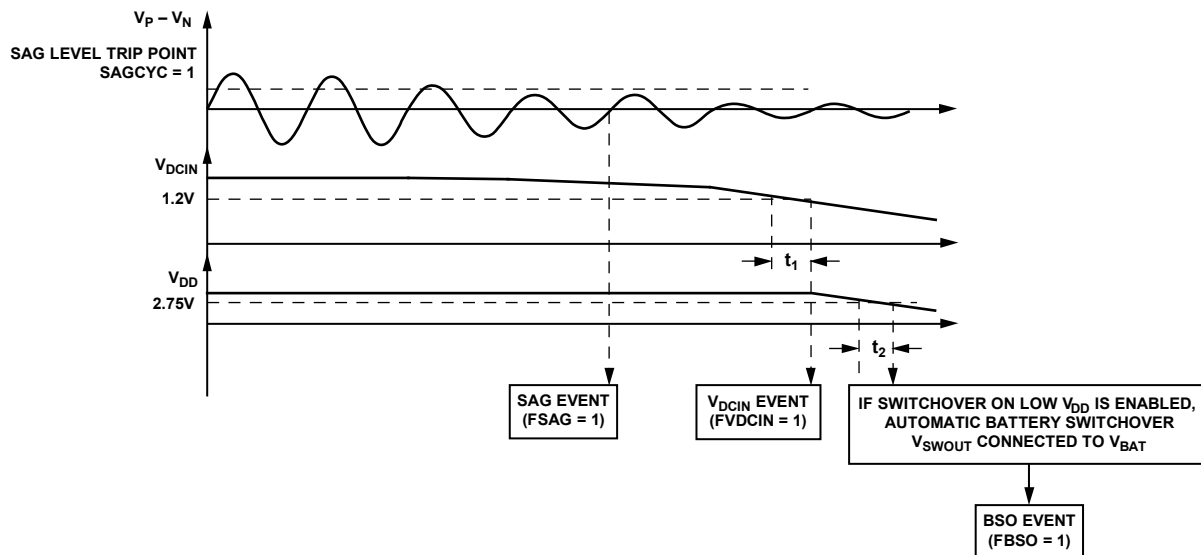 VP – VN
SAG LEVEL TRIP POINT
SAGCYC = 1
VDCIN
1.2V
t1
VDD
2.75V
t2
SAG EVENT
(FSAG = 1)
VDCIN EVENT
(FVDCIN = 1)
IF SWITCHOVER ON LOW VDD IS ENABLED,
AUTOMATIC BATTERY SWITCHOVER
VSWOUT CONNECTED TO VBAT
BSO EVENT
(FBSO = 1)